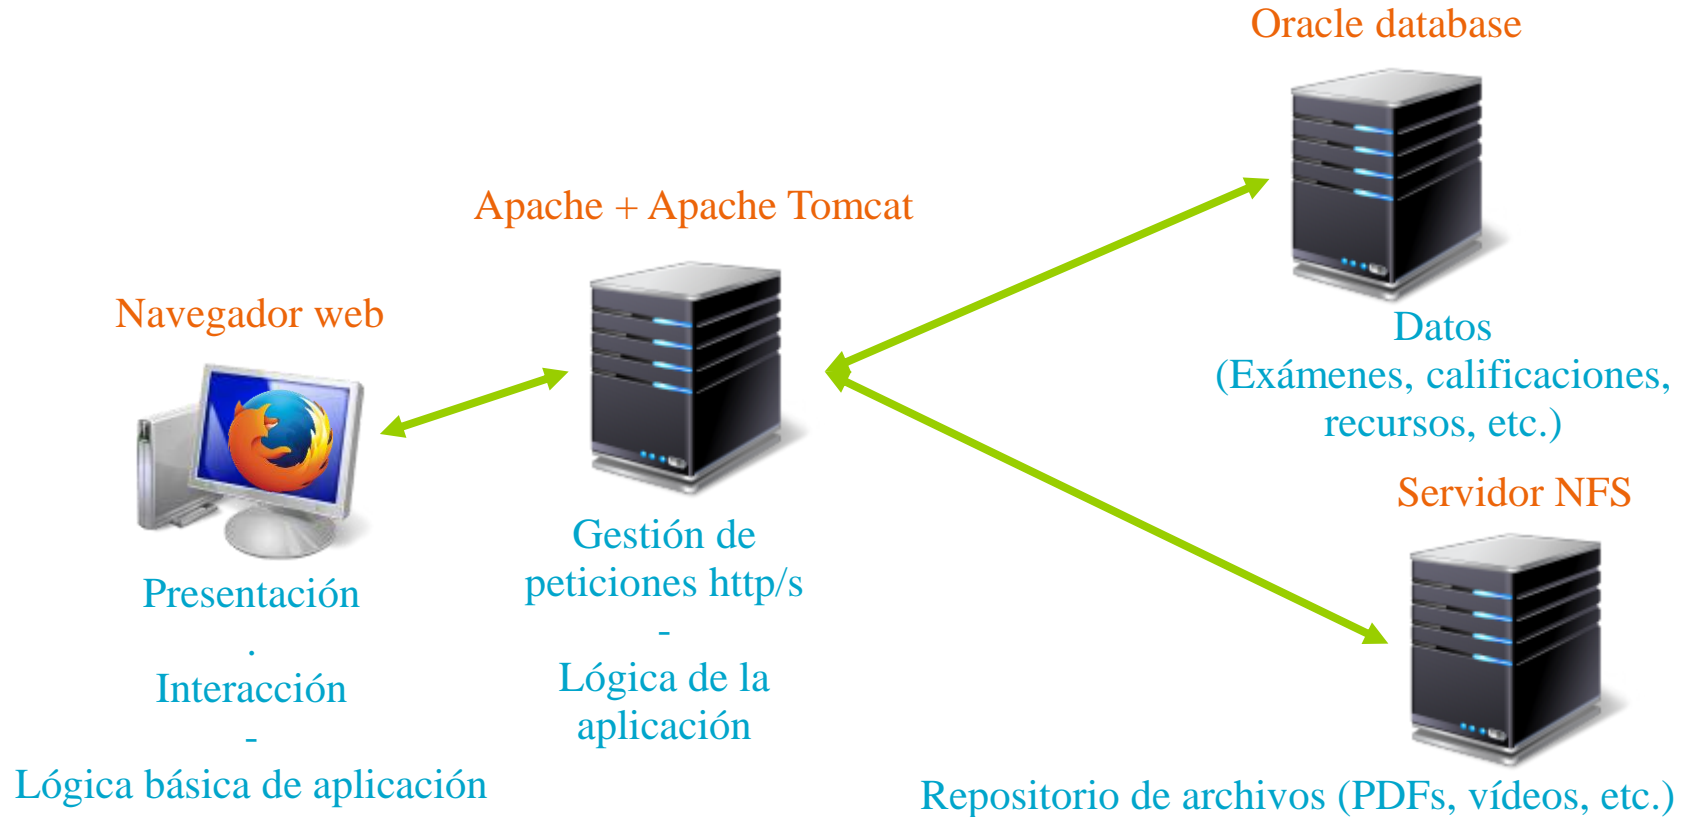 Oracle database
Apache + Apache Tomcat
Navegador web
Datos
(Exámenes, calificaciones,
recursos, etc.)
Servidor NFS
Gestión de
peticiones http/s
-
Lógica de la
aplicación
Presentación
.
Interacción
-
Lógica básica de aplicación
Repositorio de archivos (PDFs, vídeos, etc.)